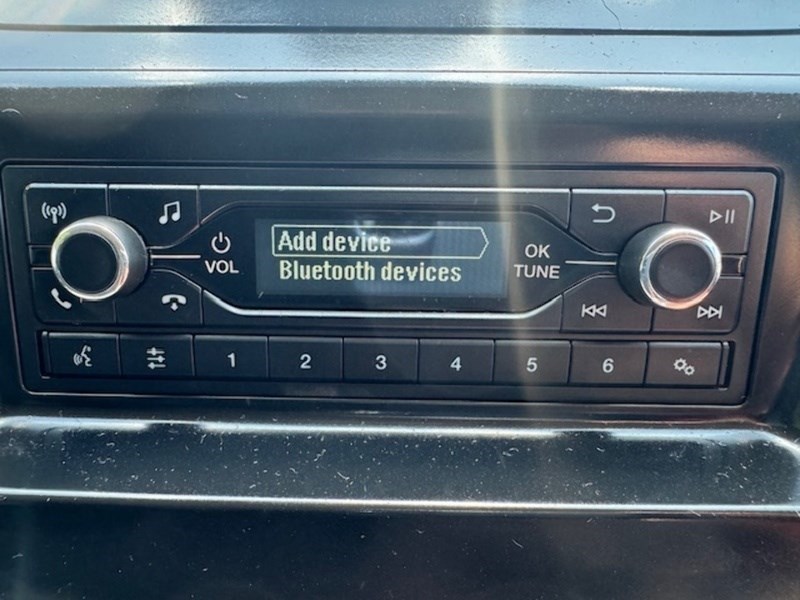 Add device
Bluetooth devices
VOL
OK
TUNE
1 2 3 4 5 6